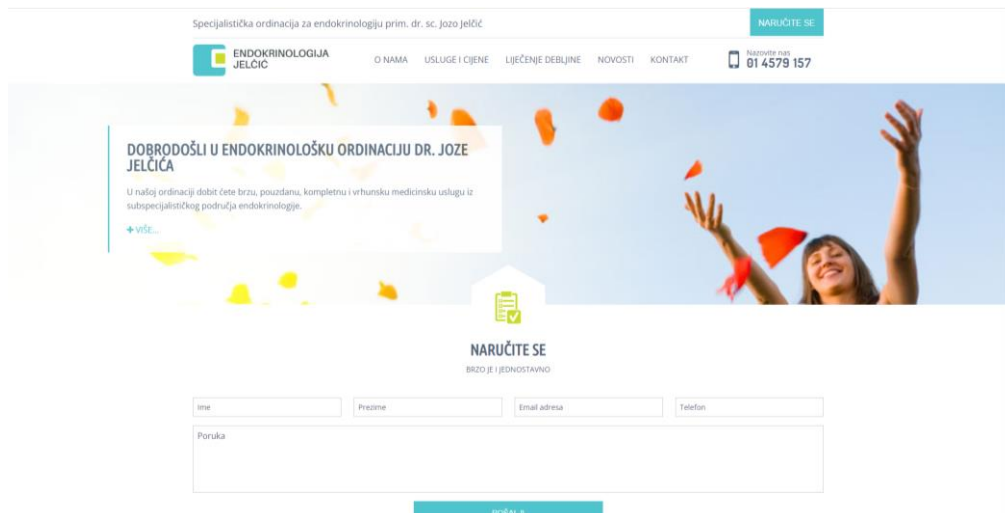 Specijalistička ordinacija za endokrinologiju prim. dr. sc. Jozo Jelčić
NARUČITE SE
ENDOKRINOLOGIJA
JELČIĆ
O NAMA
USLUGE I CIJENE
LIJEČENJE DEBLJINE
NOVOSTI
KONTAKT
Nazovite nas
01 4579 157
DOBRODOŠLI U ENDOKRINOLOŠKU ORDINACIJU DR. JOZE
JELČIĆA
U našoj ordinaciji dobit ćete brzu, pouzdanu, kompletnu i vrhunsku medicinsku uslugu iz
subspecijalističkog područja endokrinologije.
+ VIŠE...
NARUČITE SE
BRZO JE I JEDNOSTAVNO
Ime
Prezime
Email adresa
Telefon
Poruka